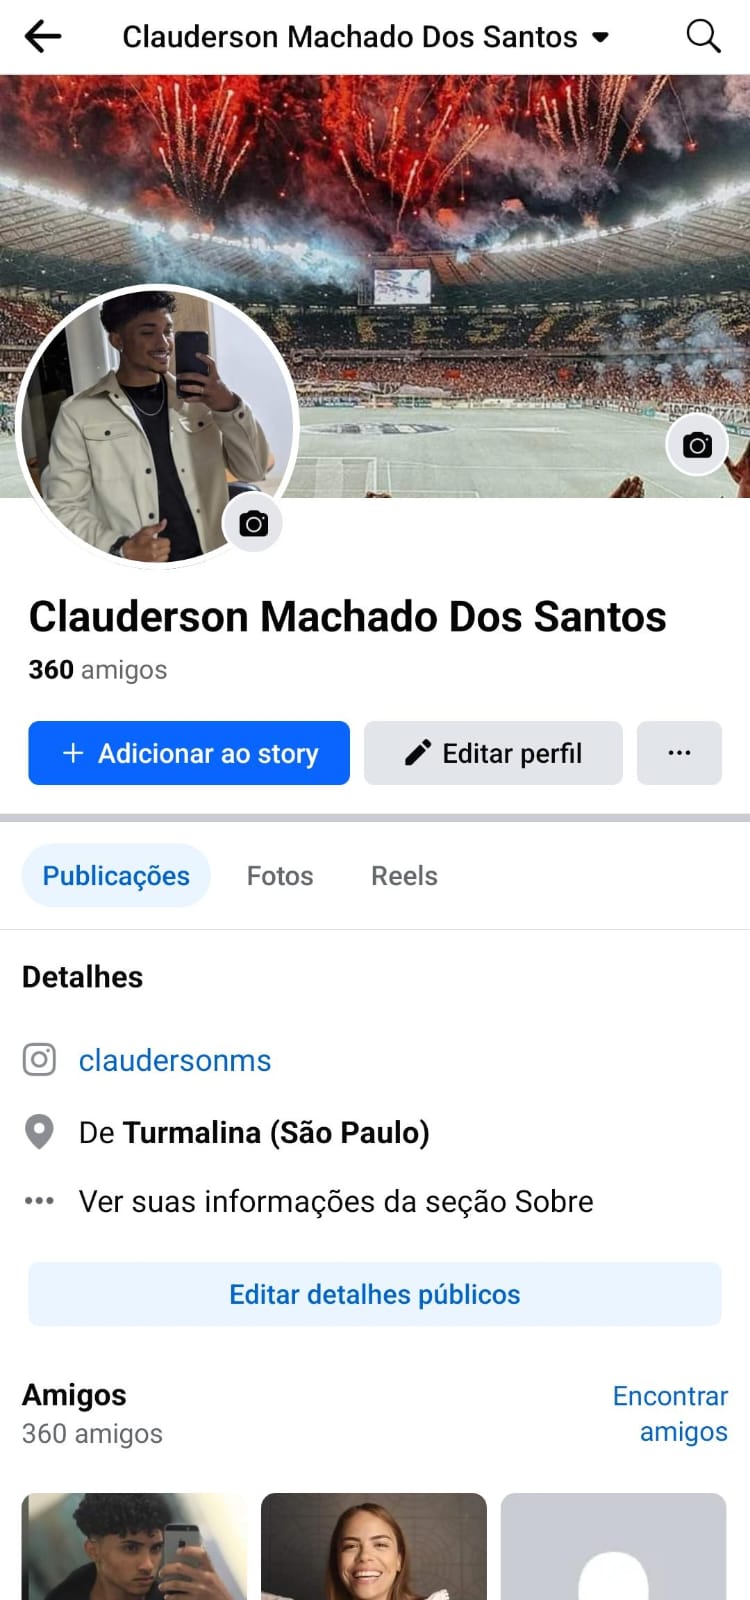 Clauderson Machado Dos Santos
Clauderson Machado Dos Santos
360 amigos
+ Adicionar ao story
Editar perfil
...
Publicações
Fotos
Reels
Detalhes
claudersonms
De Turmalina (São Paulo)
... Ver suas informações da seção Sobre
Editar detalhes públicos
Amigos
360 amigos
Encontrar
amigos